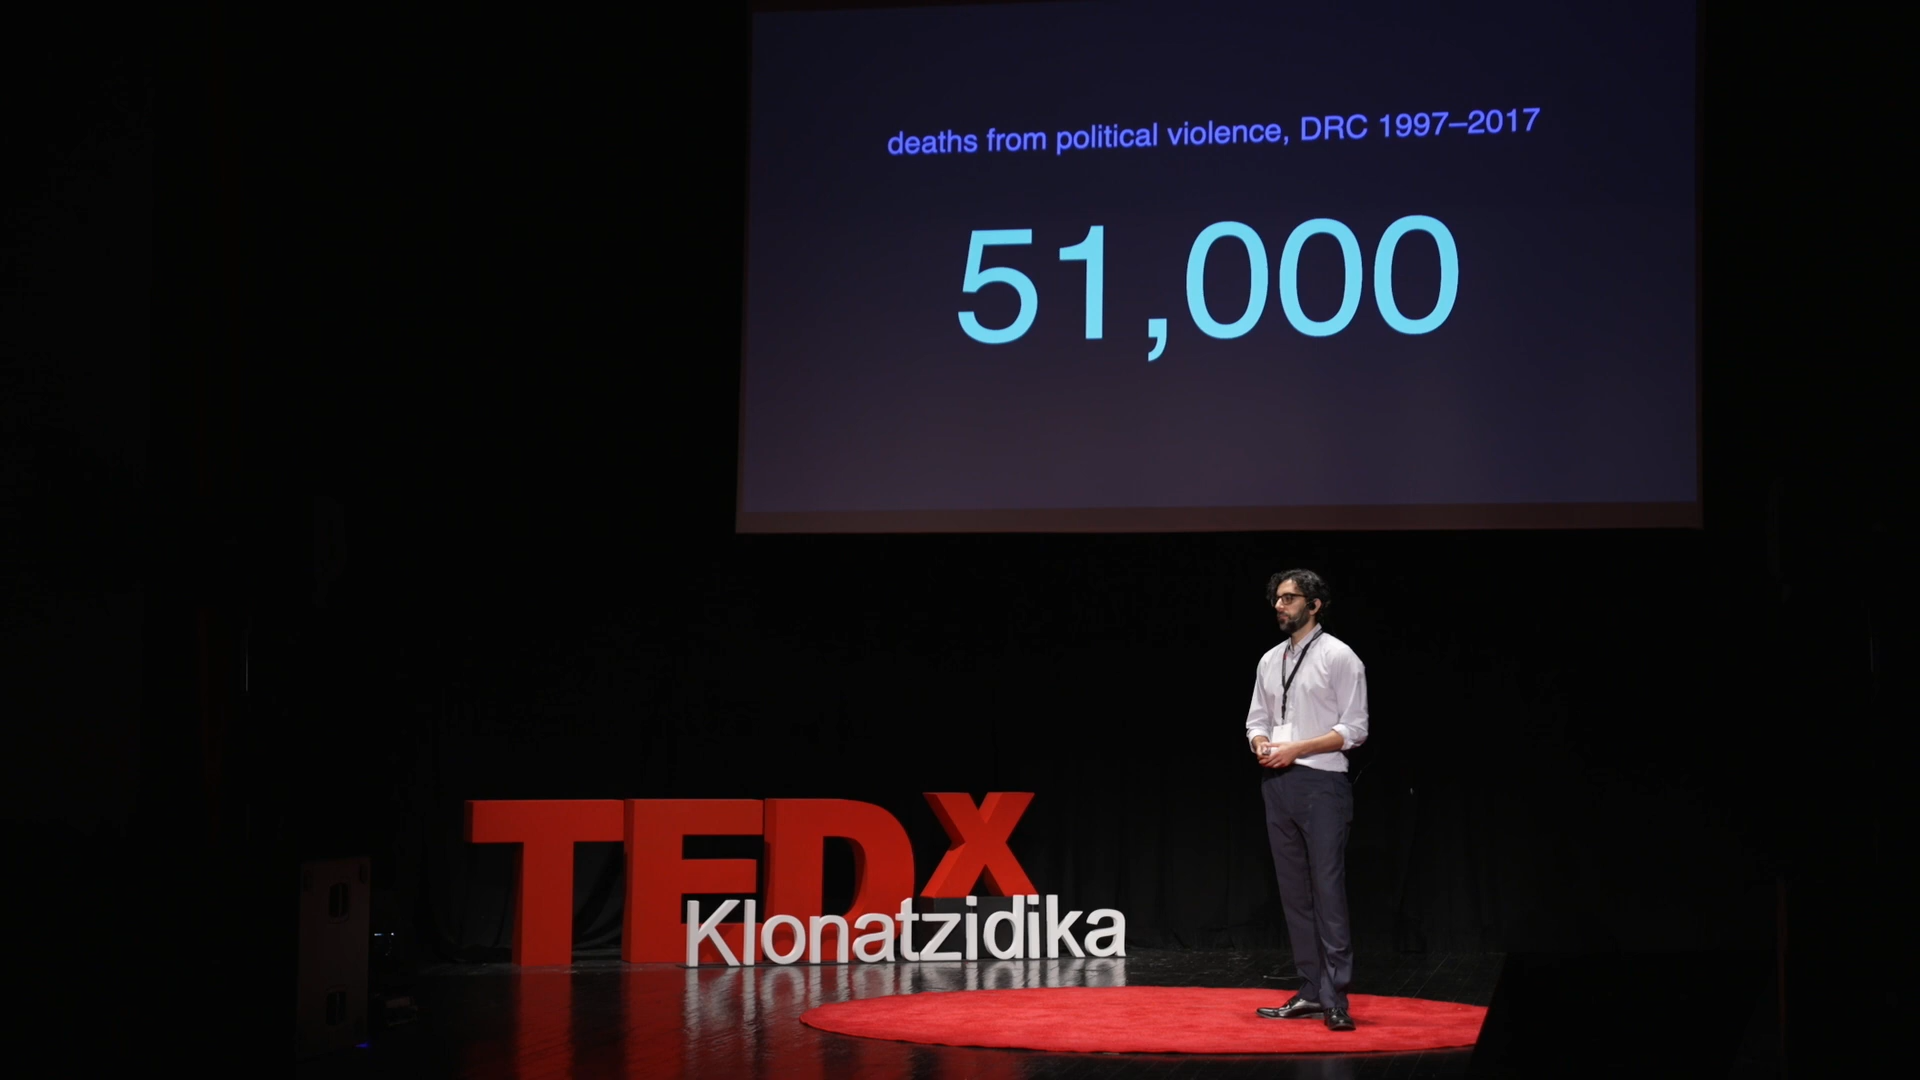 deaths from political violence, DRC 1997–2017
51,000
TEDx
Klonatzidika